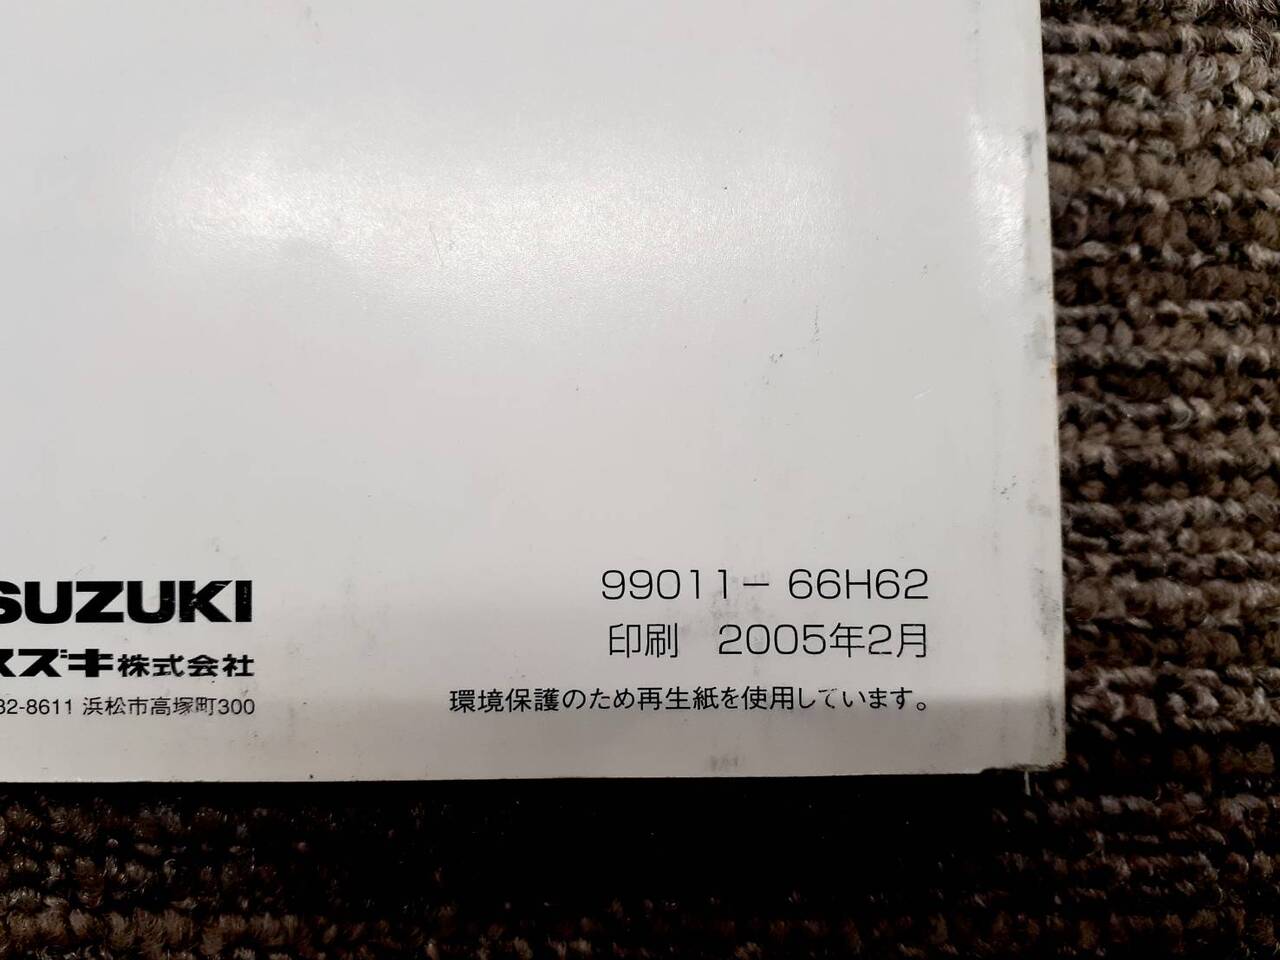 SUZUKI
スズキ株式会社
32-8611 浜松市高塚町300
99011－ 66H62
印刷　2005年2月
環境保護のため再生紙を使用しています。